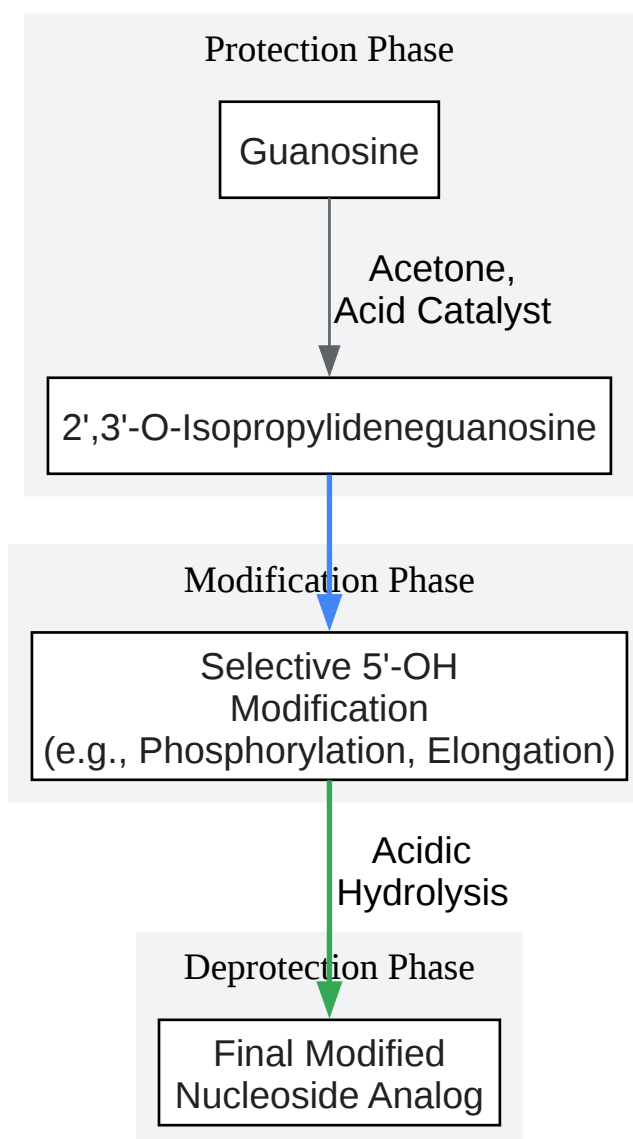 Protection Phase
Guanosine
Acetone,
Acid Catalyst
2',3'-O-Isopropylideneguanosine
Modification Phase
Selective 5'-OH
Modification
(e.g., Phosphorylation, Elongation)
Acidic
Hydrolysis
Deprotection Phase
Final Modified
Nucleoside Analog